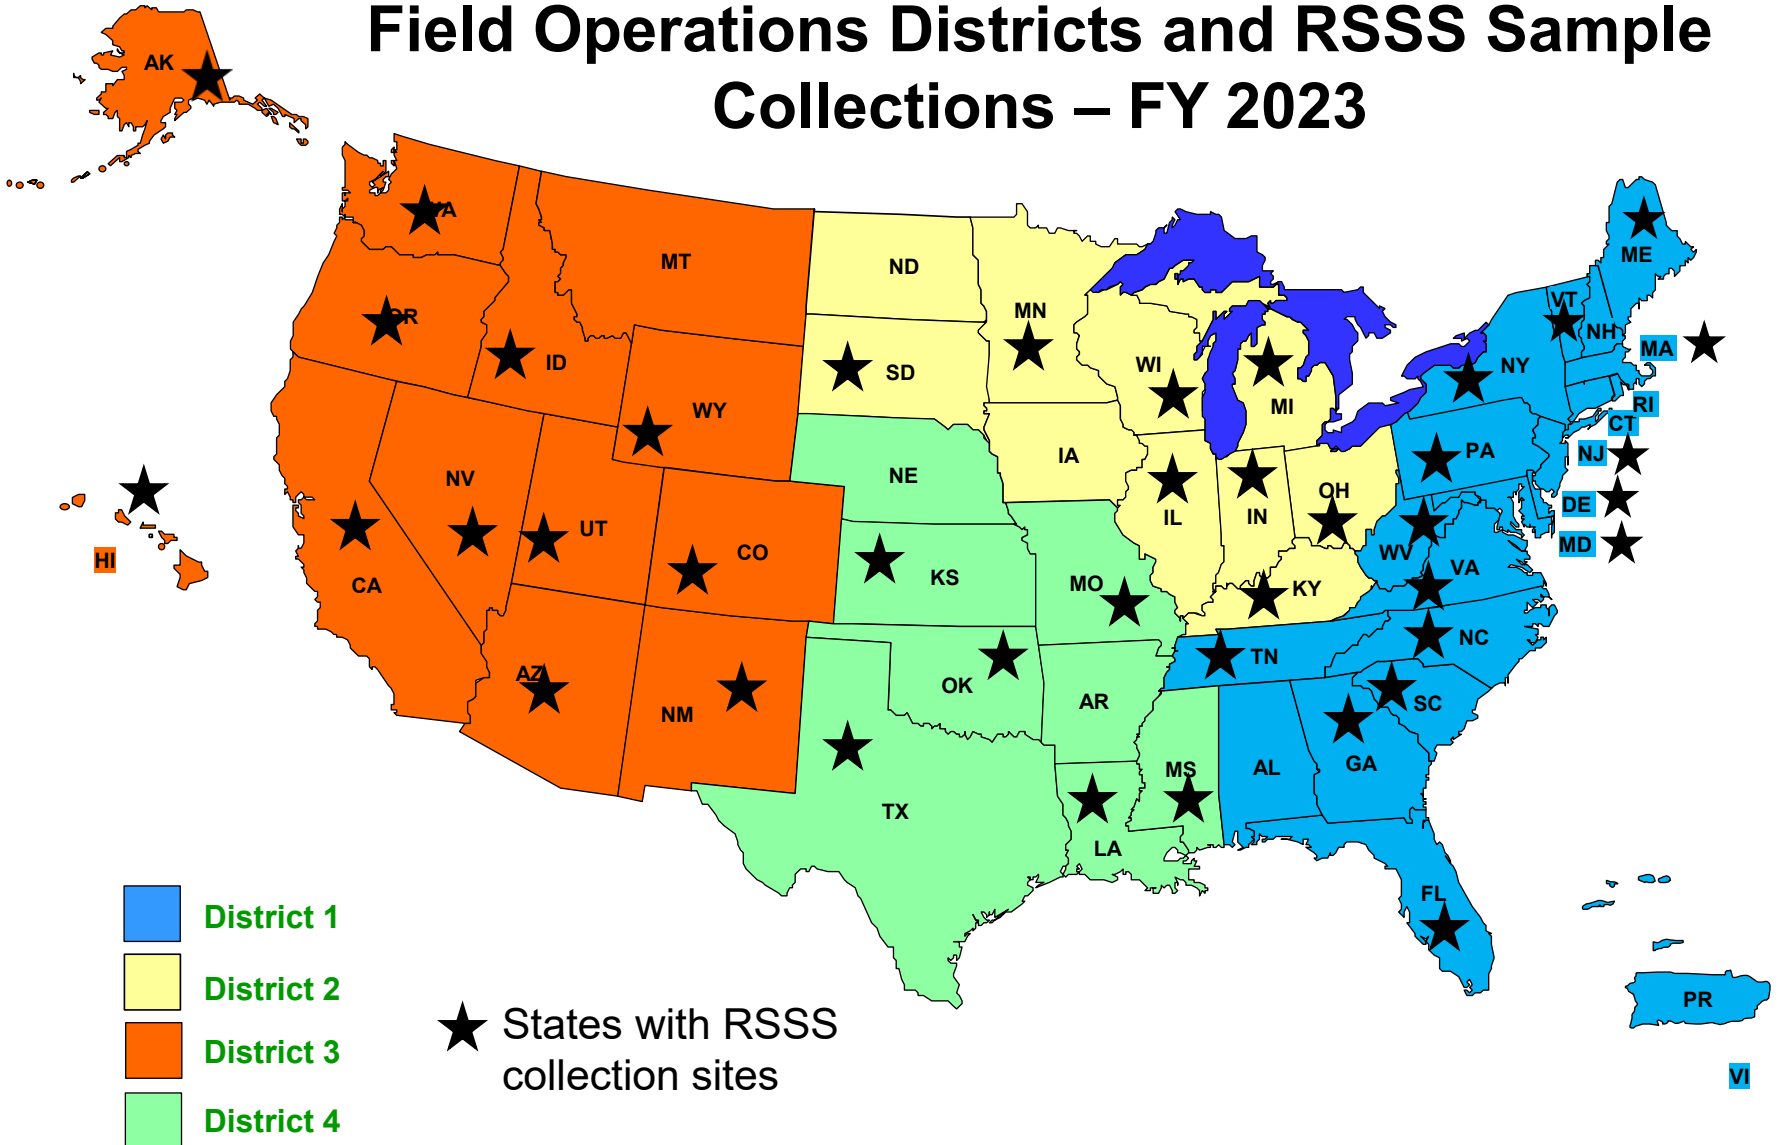 Field Operations Districts and RSSS Sample
Collections – FY 2023
AK
WA
OR
MT
ID
WY
ND
SD
MN
WI
MI
IA
NE
NV
UT
CO
CA
AZ
NM
KS
MO
OK
AR
TX
LA
MS
IL
IN
OH
KY
TN
AL
GA
FL
SC
NC
VA
WV
PA
NY
VT
NH
ME
MA
RI
CT
NJ
DE
MD
HI
PR
VI
District 1
District 2
District 3
District 4
States with RSSS
collection sites